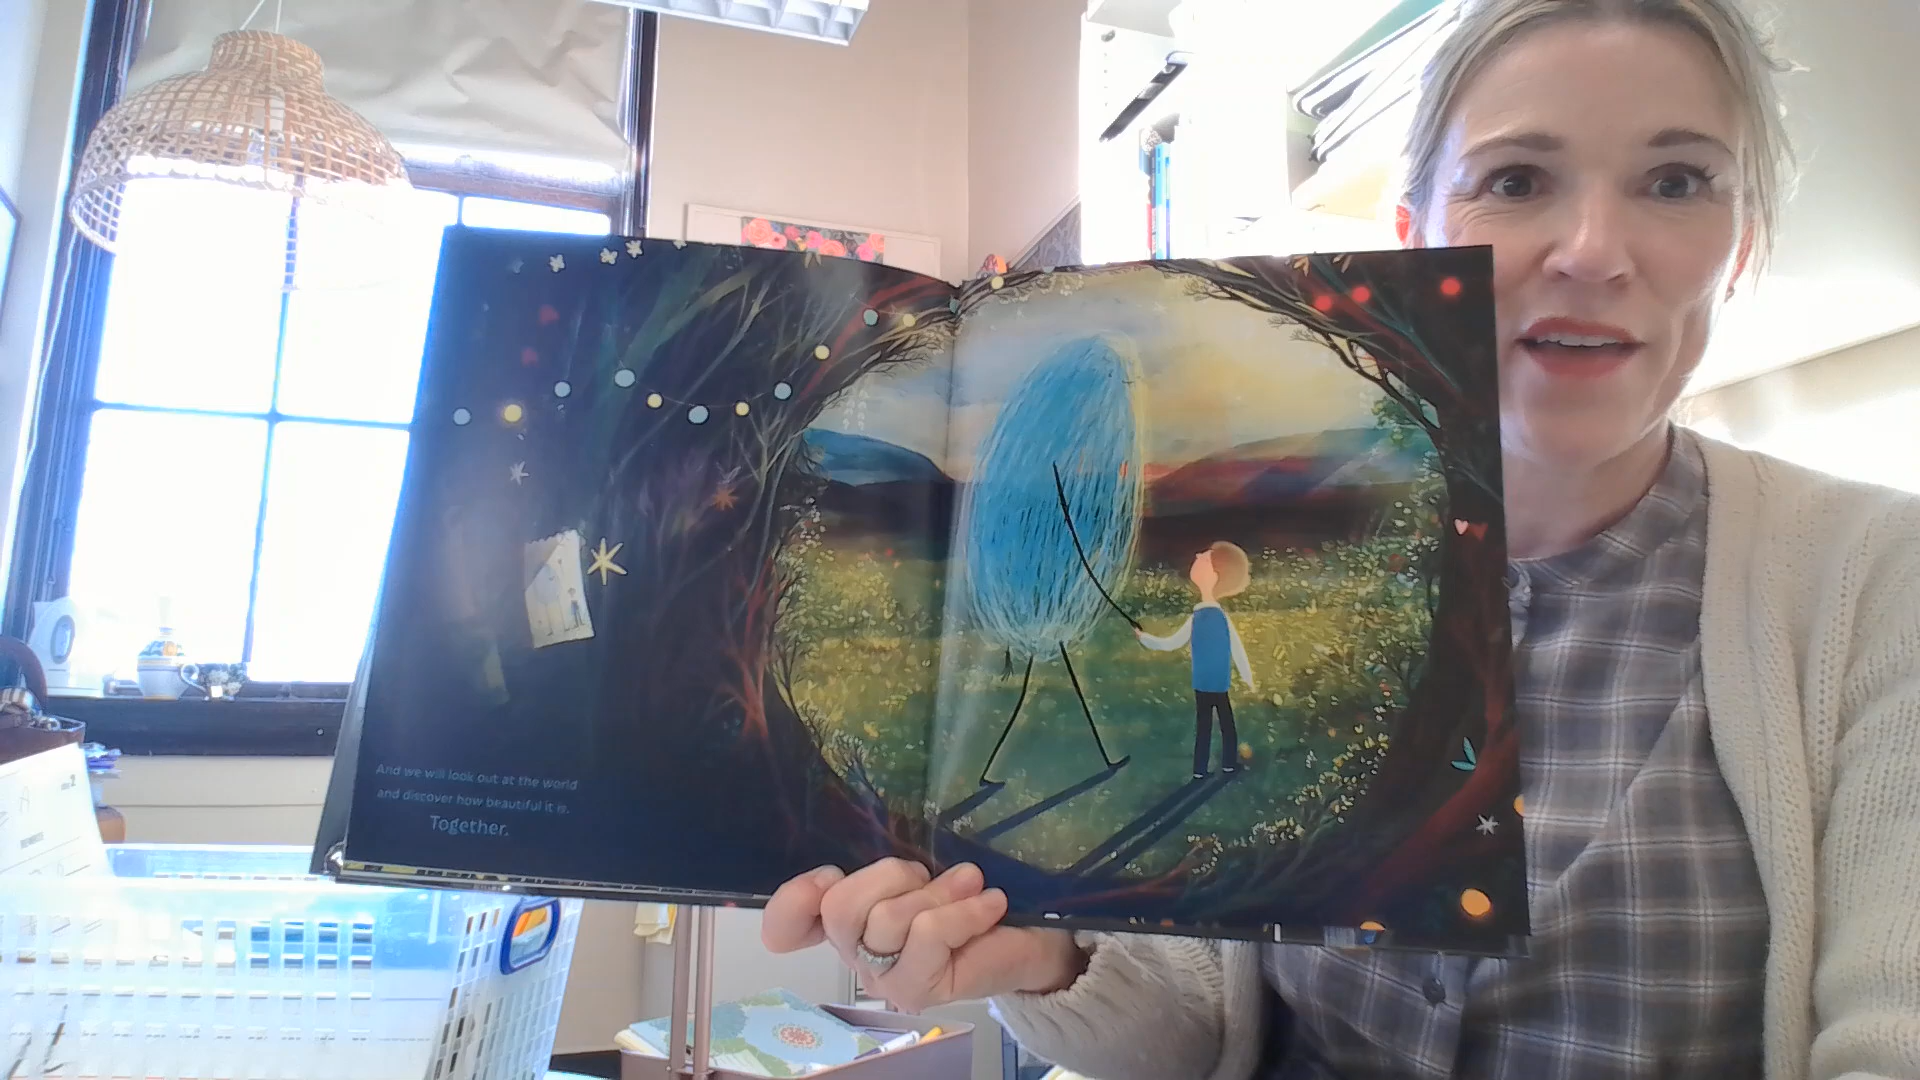 And we will look out at the world
and discover how beautiful it is.
Together.